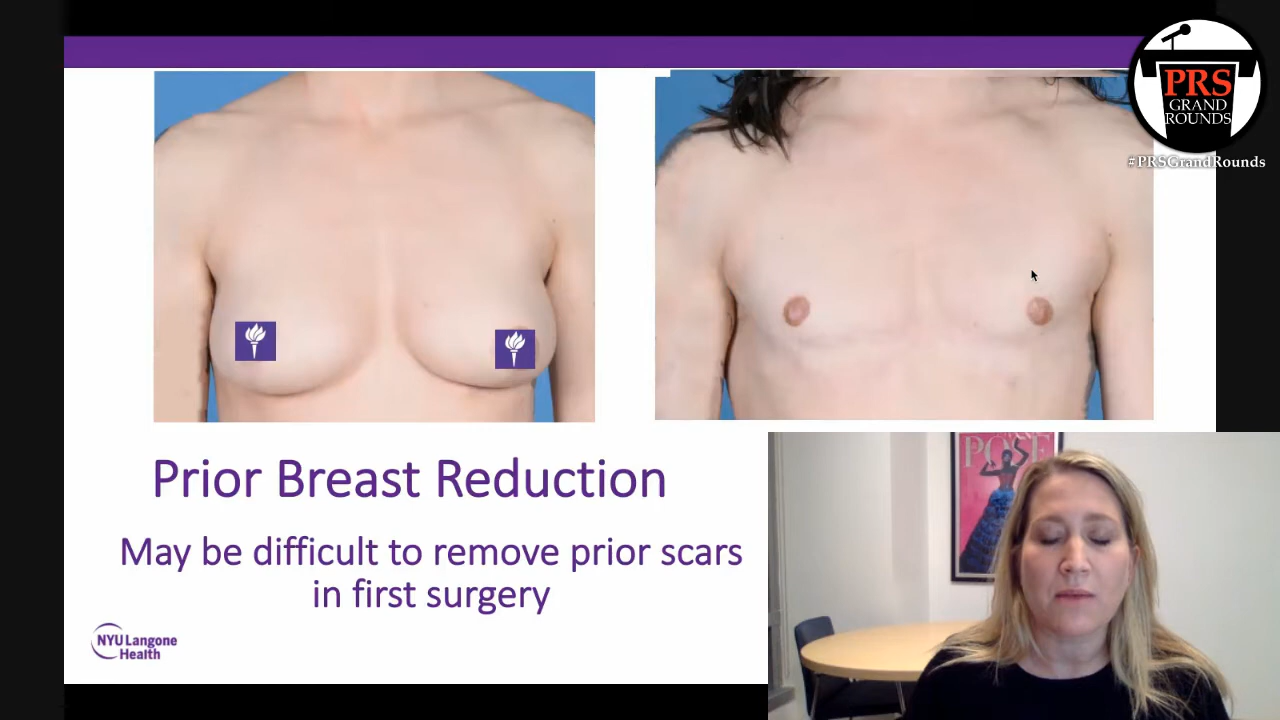 PRS
GRAND
ROUNDS
#PRSGrandRounds
POSE
Prior Breast Reduction
May be difficult to remove prior scars
in first surgery
NYU Langone
Health